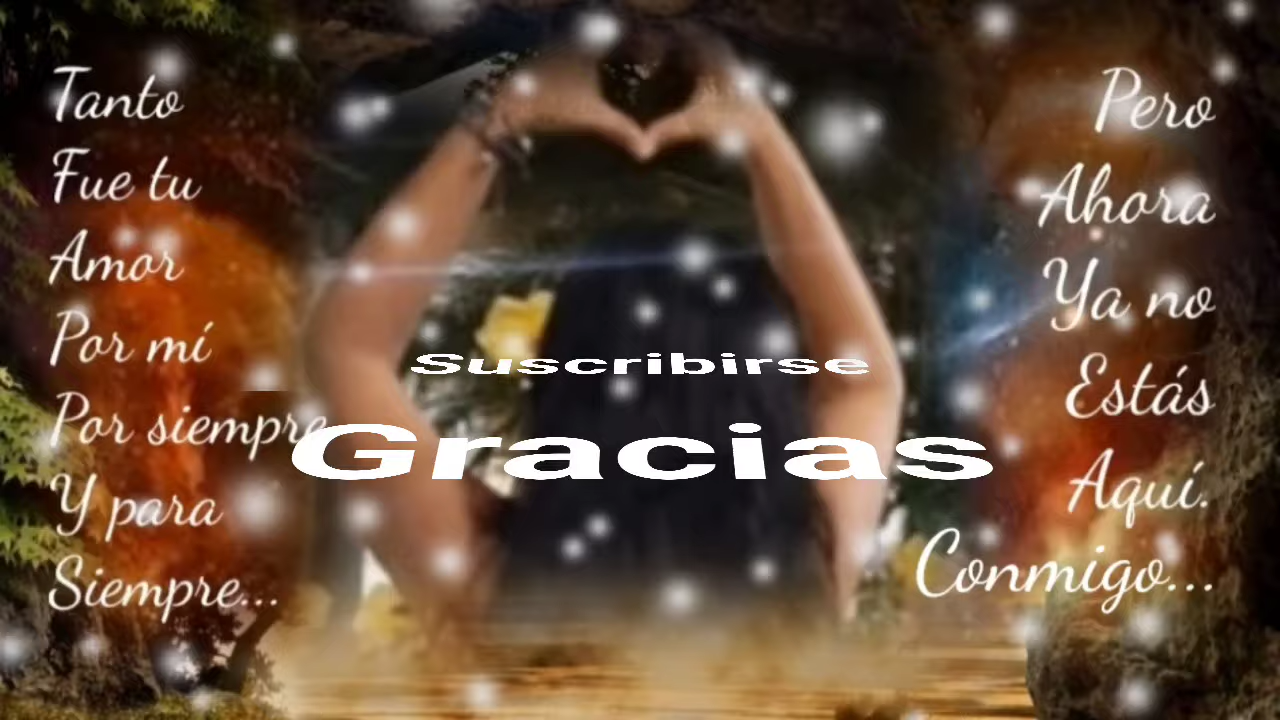 Tanto
Fue tu
Amor
Por mí
Por siempre
Y para
Siempre...
Suscribirse
Gracias
Pero
Ahora
Ya no
Estás
Aquí.
Conmigo...